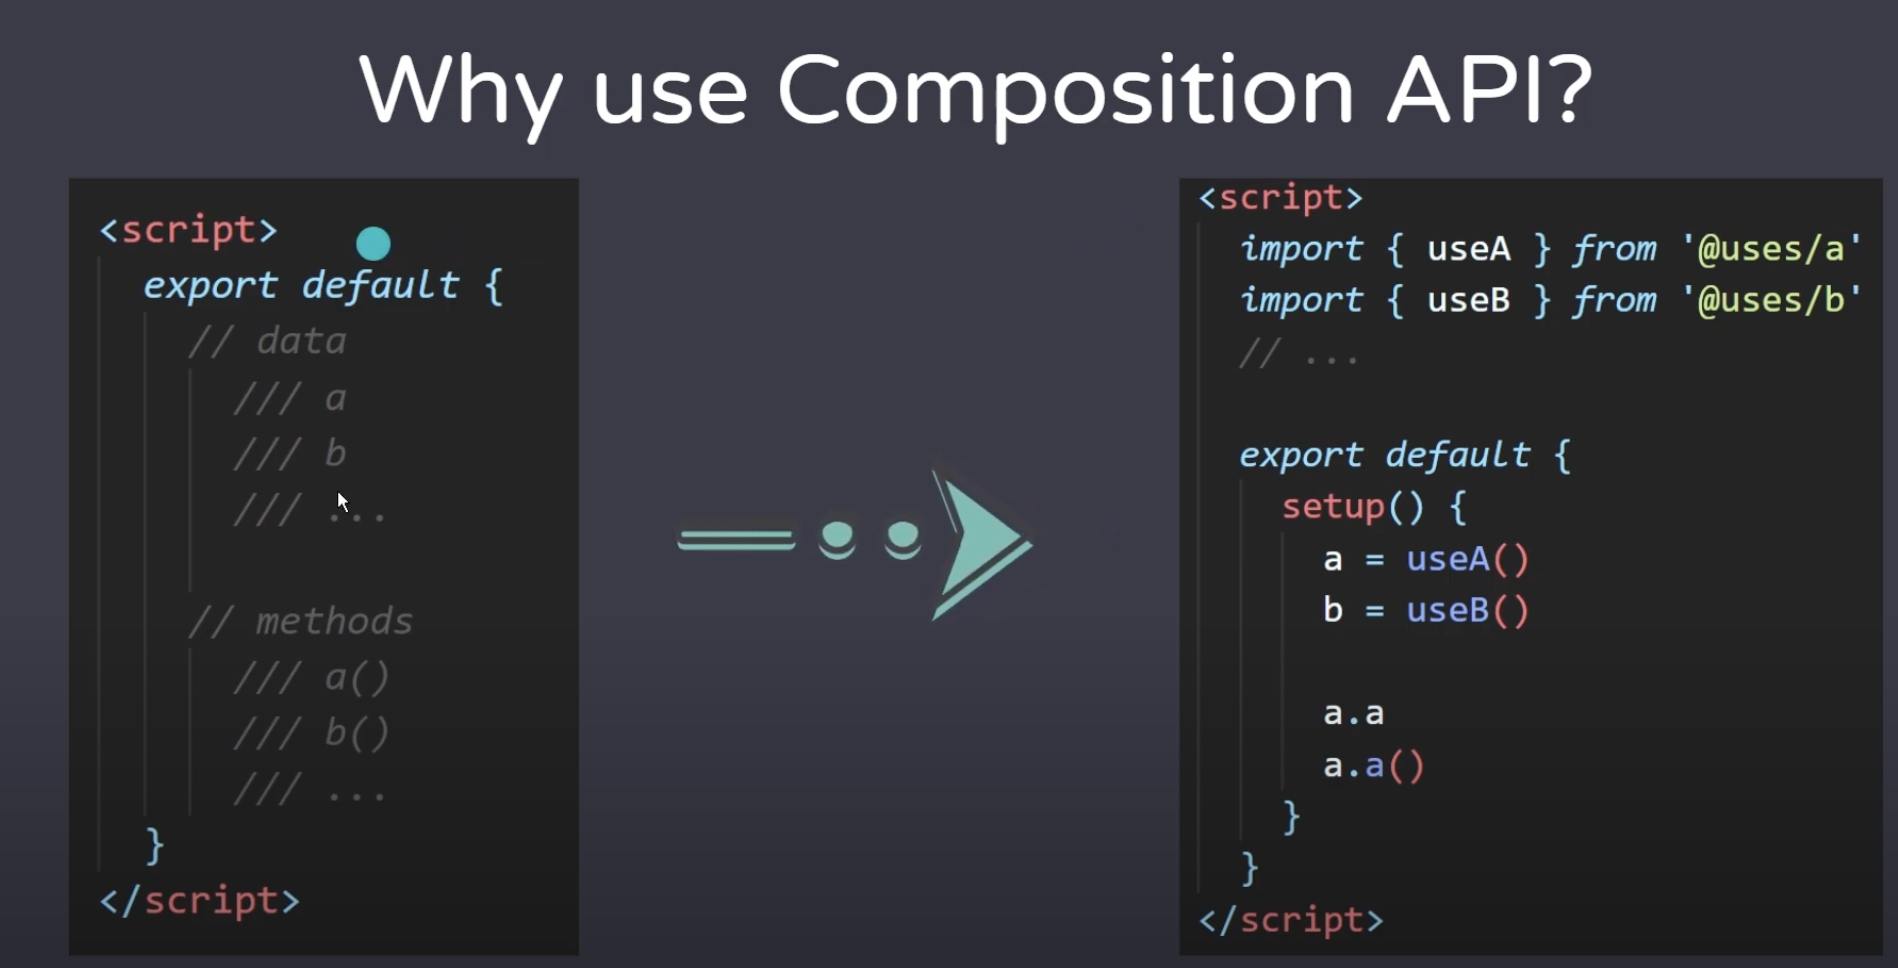 Why use Composition API?
<script>
export default {
// data
/// a
/// b
/// ...
// methods
/// a()
/// b()
/// ...
}
</script>
<script>
import { useA } from '@uses/a'
import { useB } from '@uses/b'
// ...
export default {
setup() {
a = useA()
b = useB()
a.a
a.a()
}
}
</script>